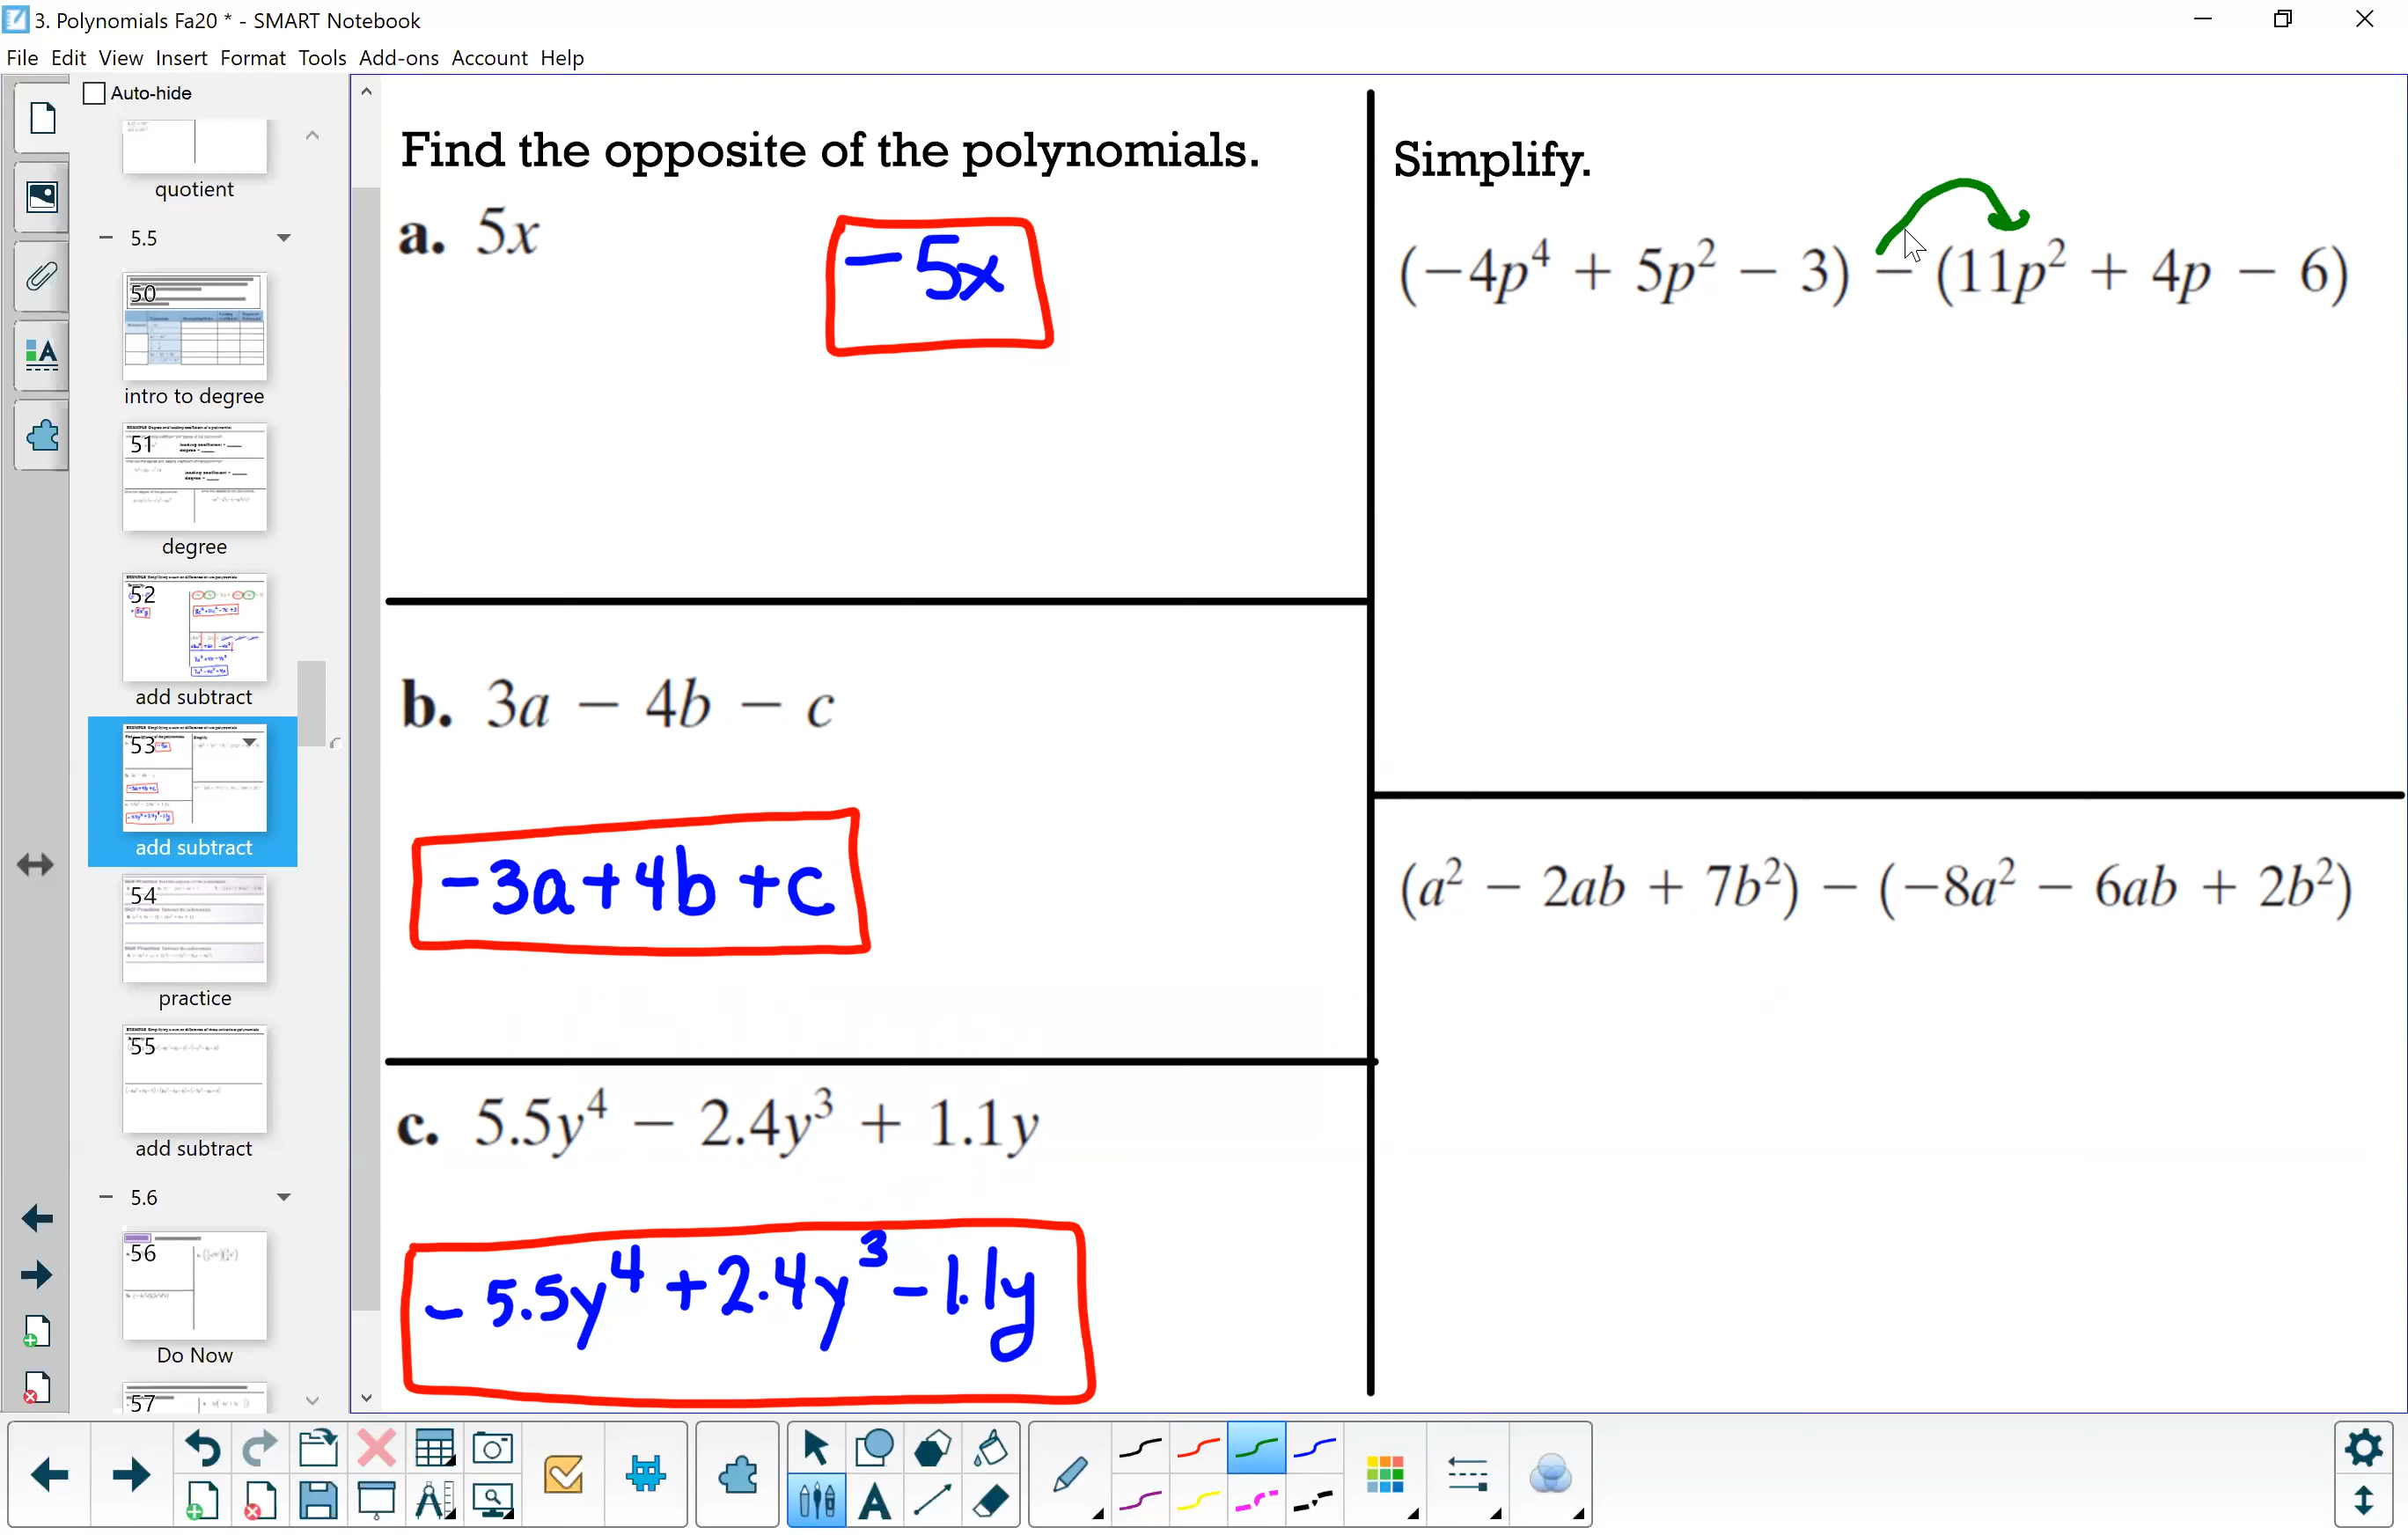 3. Polynomials Fa20 * - SMART Notebook
File Edit View Insert Format Tools Add-ons Account Help
Auto-hide
quotient
5.5
50
intro to degree
51
degree
52
add subtract
53
add subtract
54
practice
55
add subtract
5.6
56
Do Now
57
Find the opposite of the polynomials.
a. 5x
-5x
b. 3a − 4b − c
-3a+4b+c
c. 5.5y⁴ − 2.4y³ + 1.1y
-5.5y⁴+2.4y³-1.1y
Simplify.
(−4p⁴ + 5p² − 3) − (11p² + 4p − 6)
(a² − 2ab + 7b²) − (−8a² − 6ab + 2b²)